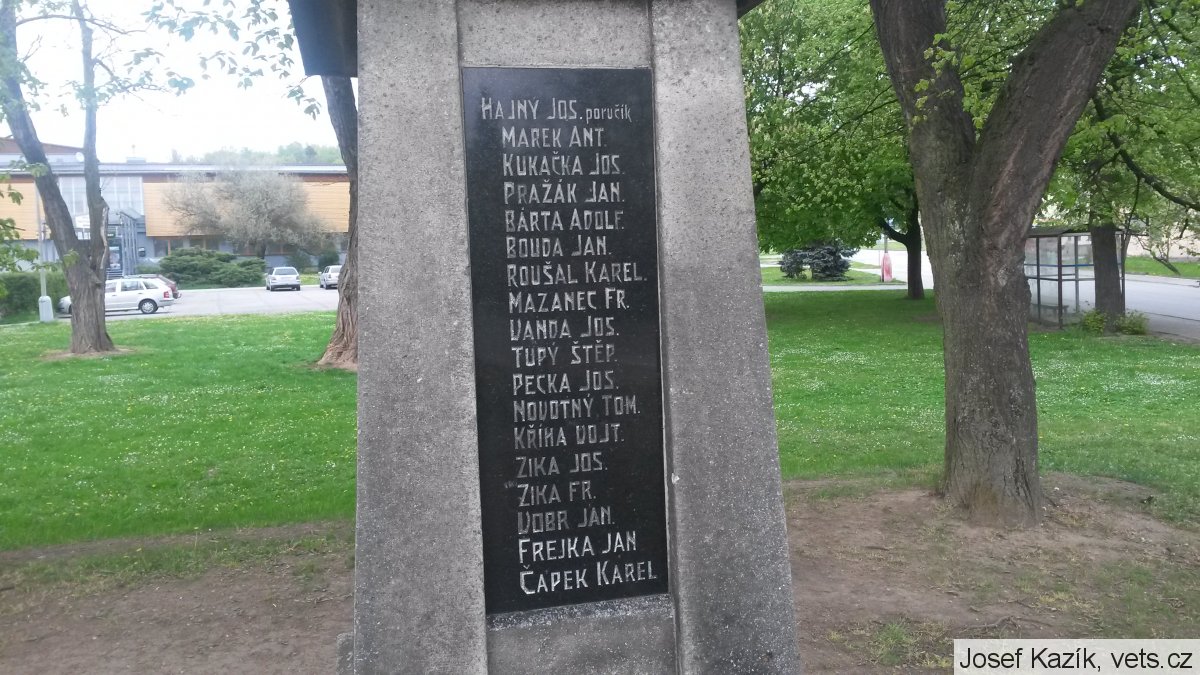 HAJNY JOS. poručík
MAREK ANT.
KUKAČKA JOS.
PRAŽÁK JAN.
BÁRTA ADOLF.
BOUDA JAN.
ROUŠAL KAREL.
MAZANEC FR.
VANDA JOS.
TUPÝ ŠTĚP.
PECKA JOS.
NOVOTNÝ TOM.
KŘÍHA VOJT.
ZIKA JOS.
ZIKA FR.
VOBR JAN.
FREJKA JAN
ČAPEK KAREL
Josef Kazík, vets.cz